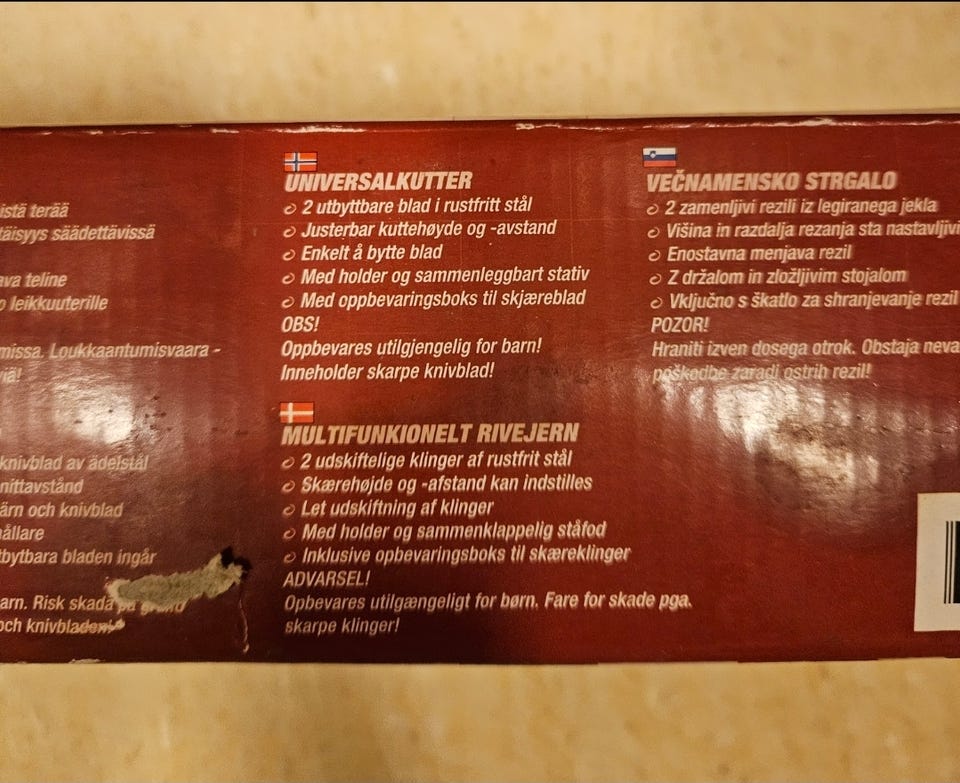 istä terää
täisyys säädettävissä
ava teline
o leikkuuterille
missa. Loukkaantumisvaara -
viä!
knivblad av ädelstål
nittavstånd
ärn och knivblad
ållare
tbytbara bladen ingår
arn. Risk skada på grund
och knivbladen
UNIVERSALKUTTER
2 utbyttbare blad i rustfritt stål
Justerbar kuttehøyde og -avstand
Enkelt å bytte blad
Med holder og sammenleggbart stativ
Med oppbevaringsboks til skjæreblad
OBS!
Oppbevares utilgjengelig for barn!
Inneholder skarpe knivblad!
MULTIFUNKIONELT RIVEJERN
2 udskiftelige klinger af rustfrit stål
Skærehøjde og -afstand kan indstilles
Let udskiftning af klinger
Med holder og sammenklappelig ståfod
Inklusive opbevaringsboks til skæreklinger
ADVARSEL!
Opbevares utilgængeligt for børn. Fare for skade pga.
skarpe klinger!
VEČNAMENSKO STRGALO
2 zamenljivi rezili iz legiranega jekla
Višina in razdalja rezanja sta nastavljivi
Enostavna menjava rezil
Z držalom in zložljivim stojalom
Vključno s škatlo za shranjevanje rezil
POZOR!
Hraniti izven dosega otrok. Obstaja neva
poškodbe zaradi ostrih rezil!